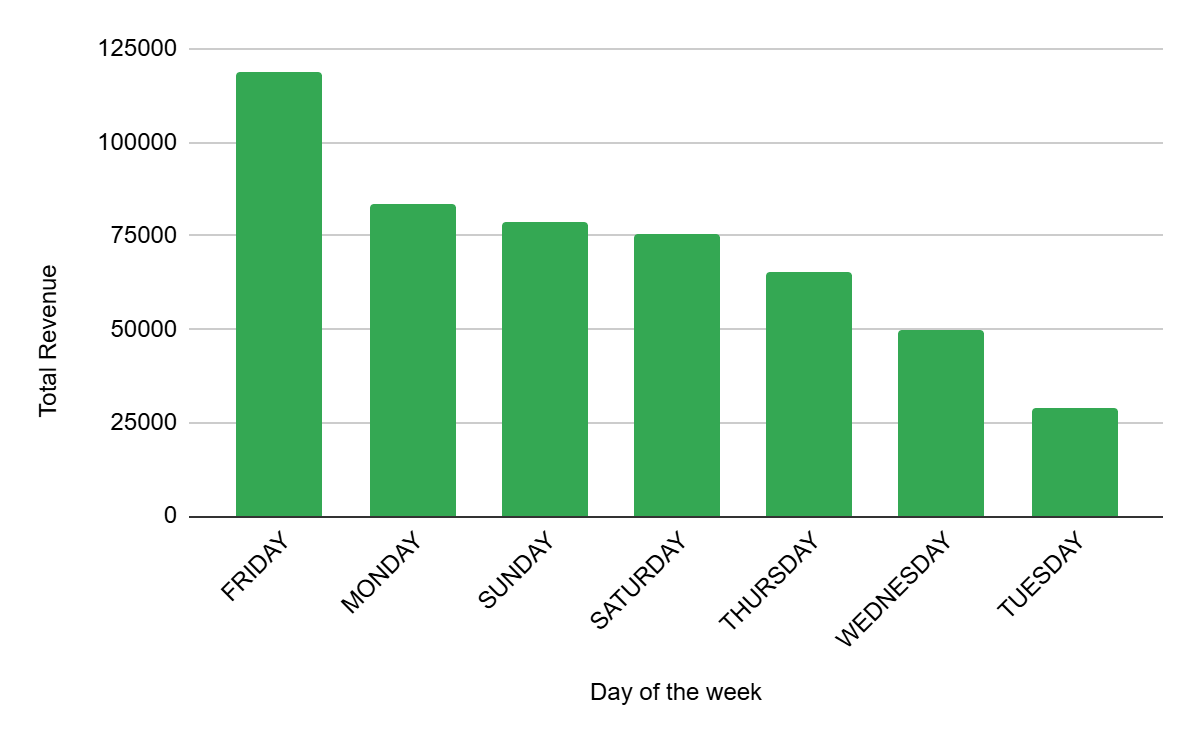 125000
100000
75000
50000
25000
0
Total Revenue
FRIDAY
MONDAY
SUNDAY
SATURDAY
THURSDAY
WEDNESDAY
TUESDAY
Day of the week